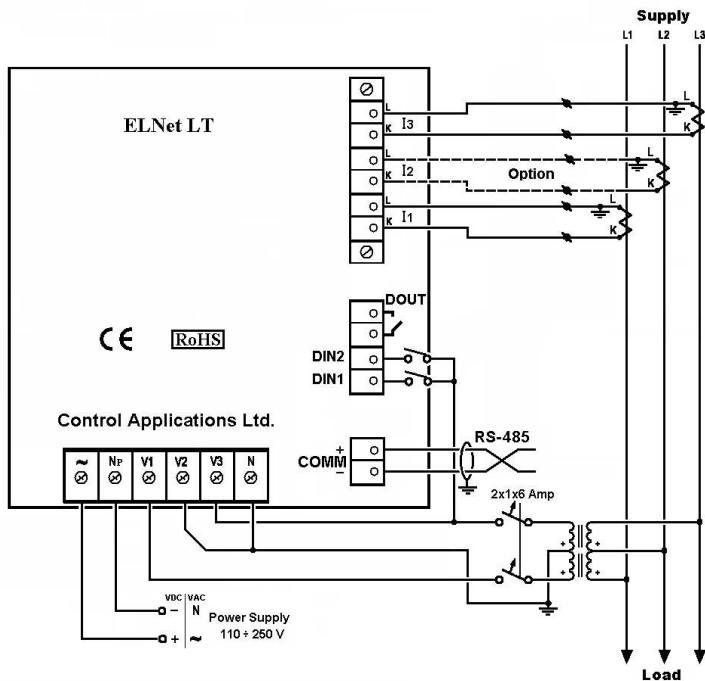 Supply
L1 L2 L3
ELNet LT
L
I3
K
L
K
L
I2
K
Option
L
K
L
I1
K
L
K
DOUT
DIN2
DIN1
CE
RoHS
Control Applications Ltd.
~ NP V1 V2 V3 N
COMM
+
−
RS-485
2x1x6 Amp
+
+
+
+
VDC VAC
− N
+ ~
Power Supply
110 ÷ 250 V
Load